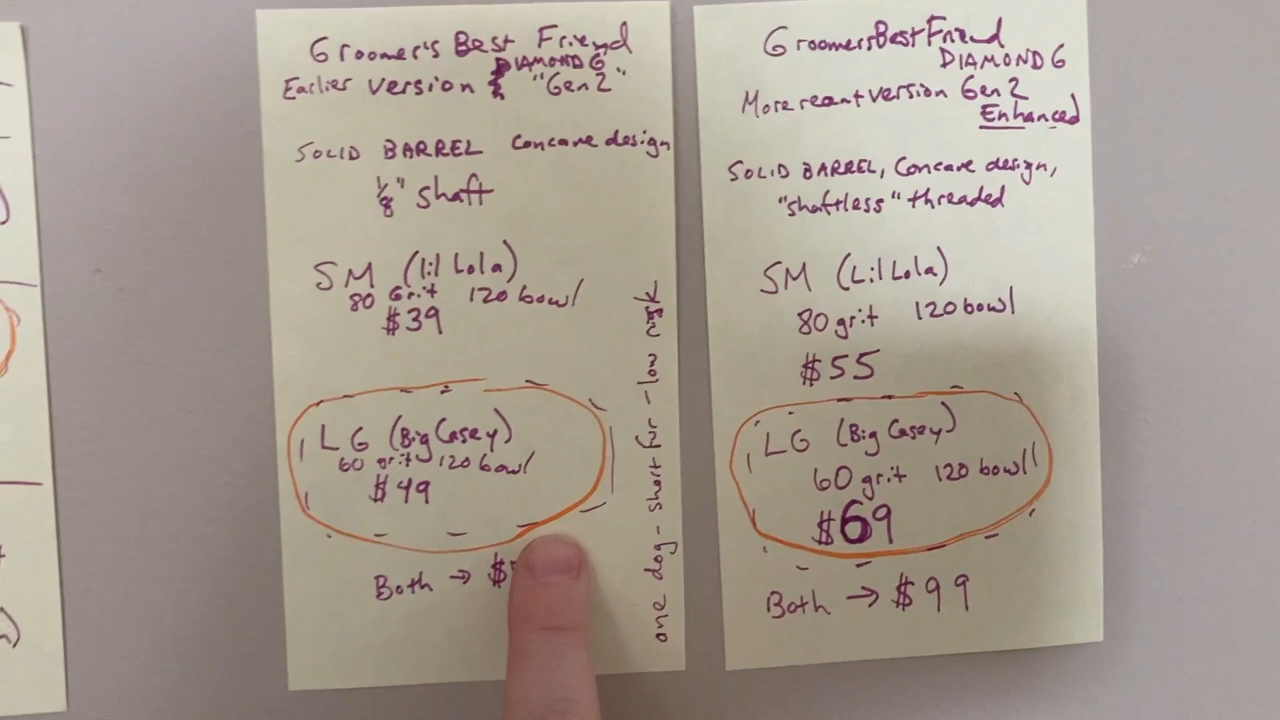 Groomer's Best Friend
DIAMOND G
Earlier version "Gen 2"
SOLID BARREL Concave design
1/8" shaft
SM (Lil Lola)
80 Grit 120 bowl
$39
LG (Big Casey)
60 grit 120 bowl
$49
Both → $
one dog - short fur - low risk
GroomersBestFriend
DIAMOND G
More recent version Gen 2
Enhanced
SOLID BARREL, Concave design,
"shaftless" threaded
SM (Lil Lola)
80 grit 120 bowl
$55
LG (Big Casey)
60 grit 120 bowl
$69
Both → $99